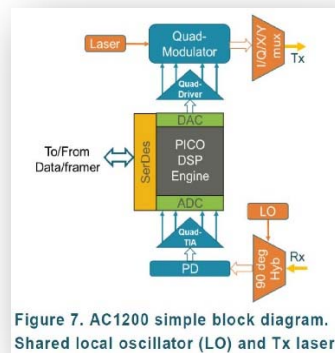 Laser
Quad-
Modulator
I/Q/X/Y
mux
Tx
Quad-
Driver
DAC
To/From
Data/framer
SerDes
PICO
DSP
Engine
ADC
LO
Quad-
TIA
PD
90 deg
Hyb
Rx
Figure 7. AC1200 simple block diagram.
Shared local oscillator (LO) and Tx laser